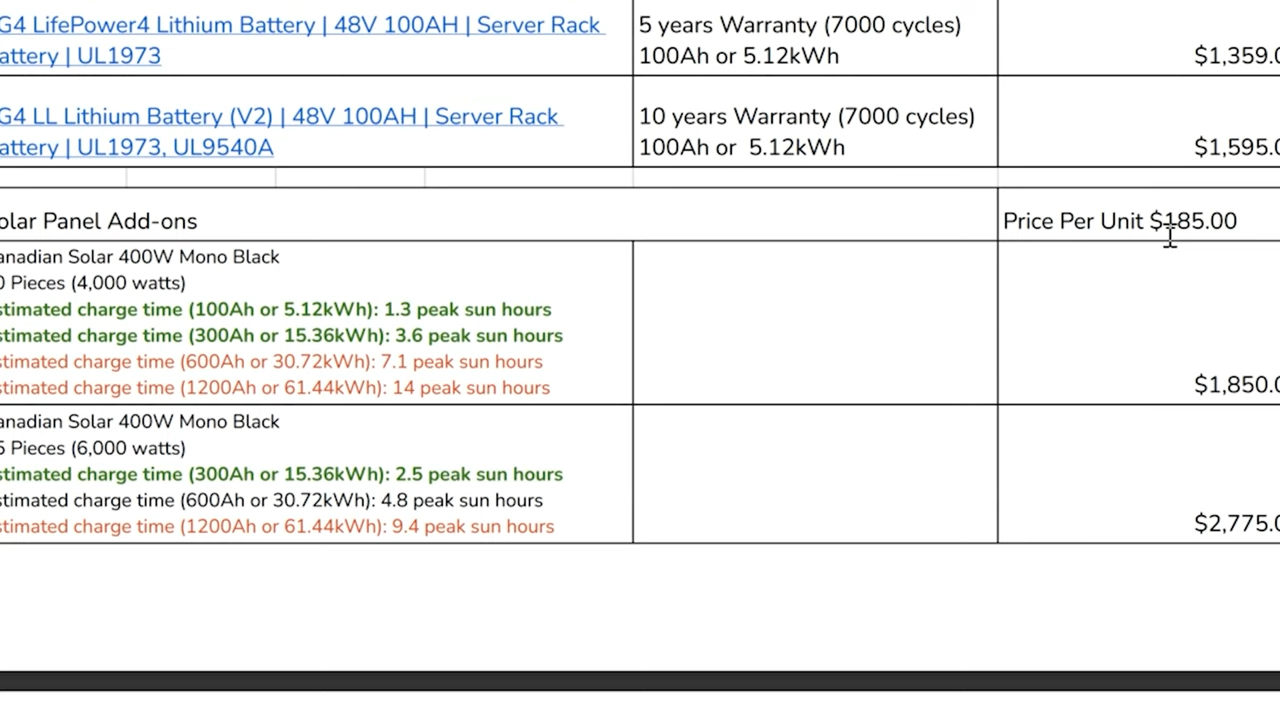 G4 LifePower4 Lithium Battery | 48V 100AH | Server Rack
attery | UL1973
5 years Warranty (7000 cycles)
100Ah or 5.12kWh
$1,359.0
G4 LL Lithium Battery (V2) | 48V 100AH | Server Rack
attery | UL1973, UL9540A
10 years Warranty (7000 cycles)
100Ah or  5.12kWh
$1,595.0
olar Panel Add-ons
Price Per Unit $185.00
anadian Solar 400W Mono Black
0 Pieces (4,000 watts)
stimated charge time (100Ah or 5.12kWh): 1.3 peak sun hours
stimated charge time (300Ah or 15.36kWh): 3.6 peak sun hours
stimated charge time (600Ah or 30.72kWh): 7.1 peak sun hours
stimated charge time (1200Ah or 61.44kWh): 14 peak sun hours
$1,850.0
anadian Solar 400W Mono Black
5 Pieces (6,000 watts)
stimated charge time (300Ah or 15.36kWh): 2.5 peak sun hours
stimated charge time (600Ah or 30.72kWh): 4.8 peak sun hours
stimated charge time (1200Ah or 61.44kWh): 9.4 peak sun hours
$2,775.0